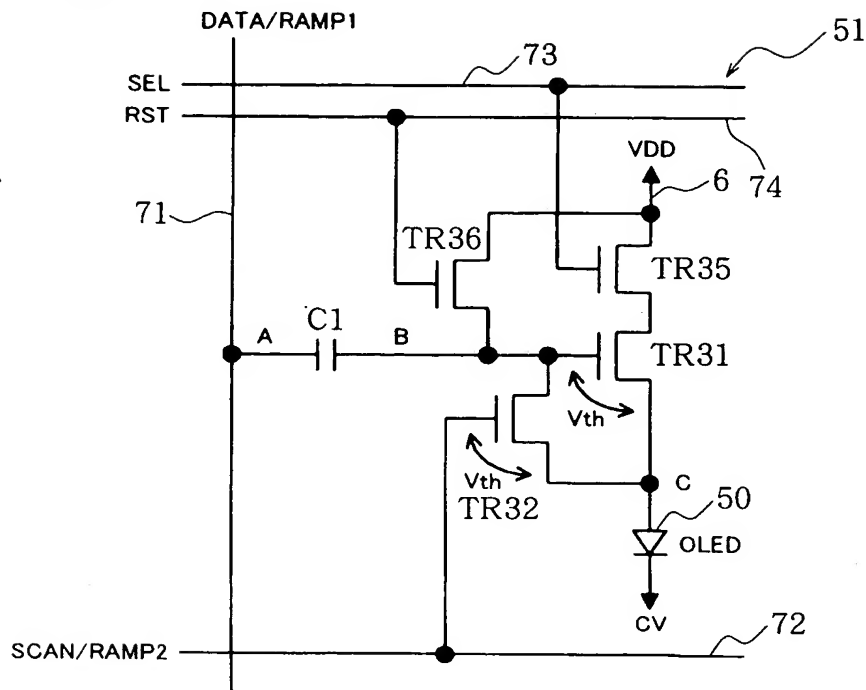 DATA/RAMP1
51
73
SEL
RST
VDD
6
74
71
TR36
TR35
C1
A
B
TR31
Vth
Vth
TR32
C
50
OLED
CV
72
SCAN/RAMP2